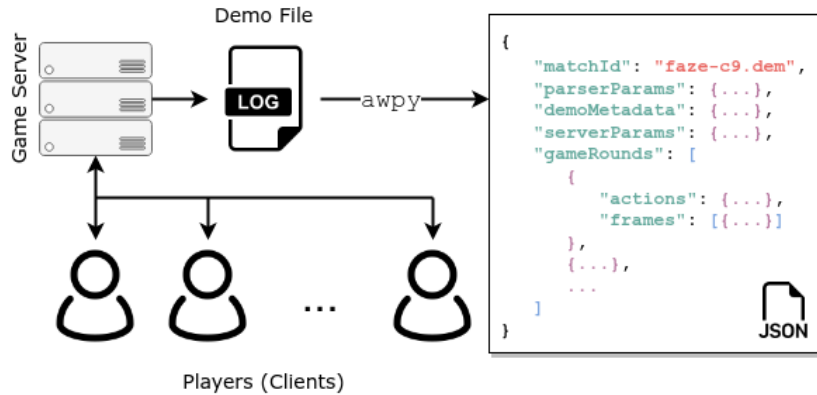 Demo File
Game Server
LOG
awpy
{
"matchId": "faze-c9.dem",
"parserParams": {...},
"demoMetadata": {...},
"serverParams": {...},
"gameRounds": [
{
"actions": {...},
"frames": [{...}]
},
{...},
...
]
}
JSON
...
Players (Clients)